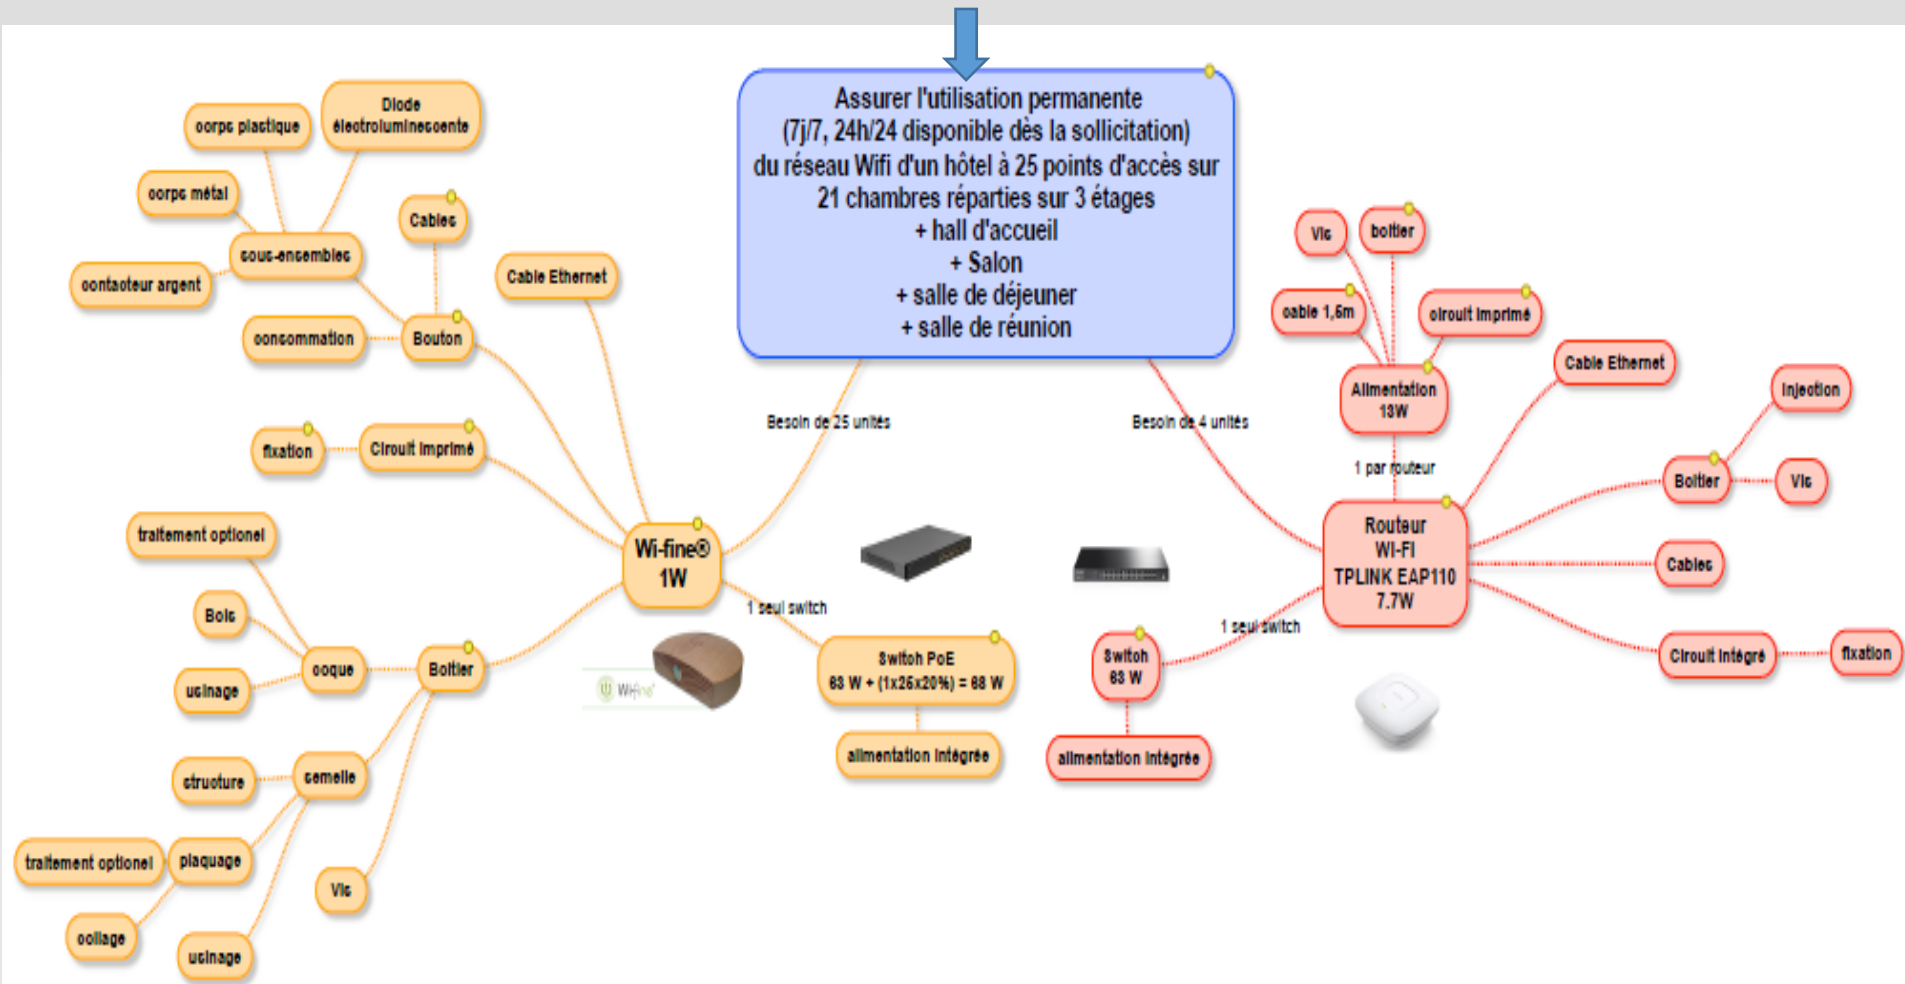 Assurer l'utilisation permanente
(7j/7, 24h/24 disponible dès la sollicitation)
du réseau Wifi d'un hôtel à 25 points d'accès sur
21 chambres réparties sur 3 étages
+ hall d'accueil
+ Salon
+ salle de déjeuner
+ salle de réunion
Diode
électroluminescente
corps plastique
corps métal
Cables
sous-ensembles
contacteur argent
Cable Ethernet
consommation
Bouton
fixation
Circuit imprimé
traitement optionel
Bois
usinage
coque
Boitier
structure
semelle
traitement optionel
plaquage
Vis
collage
usinage
Besoin de 25 unités
Wi-fine®
1W
1 seul switch
Wi-fine®
Switch PoE
63 W + (1x25x20%) = 68 W
alimentation intégrée
Besoin de 4 unités
Vis
boitier
cable 1,5m
circuit imprimé
Alimentation
13W
1 par routeur
Cable Ethernet
Injection
Boitier
Vis
Routeur
WI-FI
TPLINK EAP110
7.7W
Cables
Circuit intégré
fixation
1 seul switch
Switch
63 W
alimentation intégrée